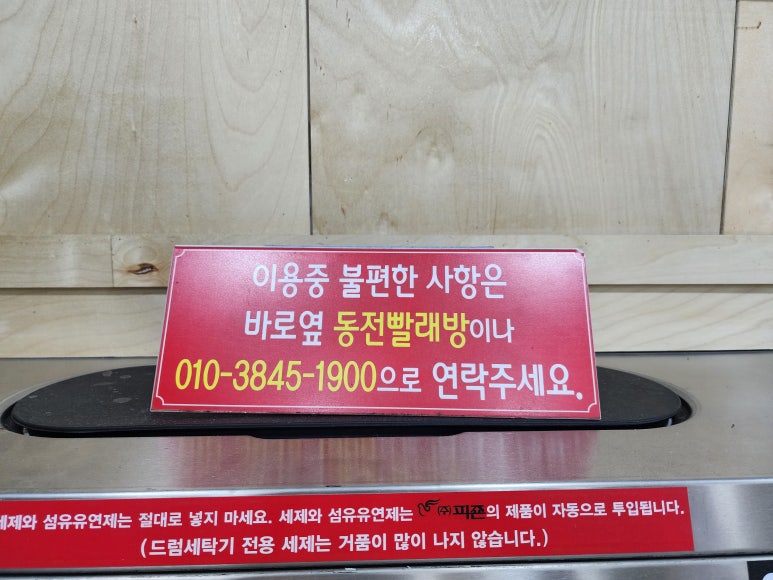 이용중 불편한 사항은
바로옆 동전빨래방이나
010-3845-1900으로 연락주세요.
세제와 섬유유연제는 절대로 넣지 마세요. 세제와 섬유유연제는 (주)피죤의 제품이 자동으로 투입됩니다.
(드럼세탁기 전용 세제는 거품이 많이 나지 않습니다.)